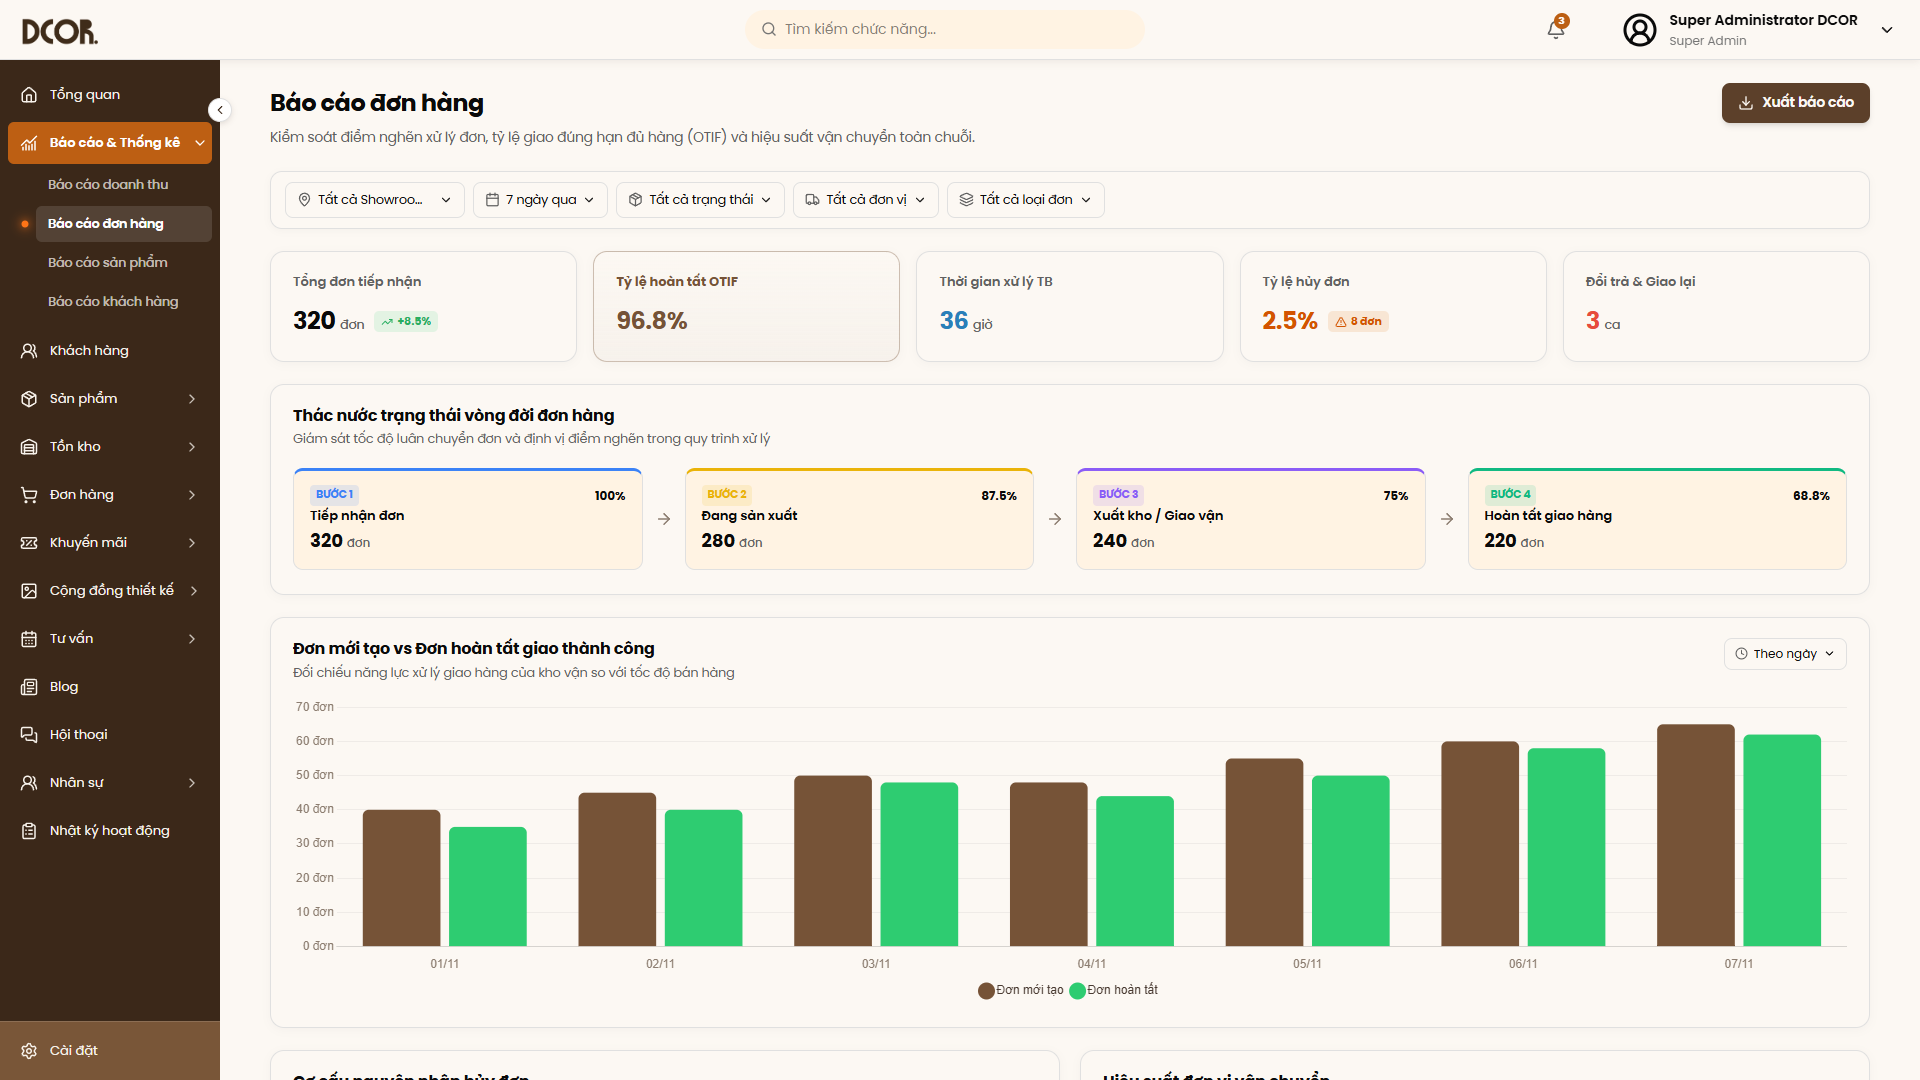 DCOR.
Tìm kiếm chức năng...
3
Super Administrator DCOR
Super Admin
Tổng quan
Báo cáo & Thống kê
Báo cáo doanh thu
Báo cáo đơn hàng
Báo cáo sản phẩm
Báo cáo khách hàng
Khách hàng
Sản phẩm
Tồn kho
Đơn hàng
Khuyến mãi
Cộng đồng thiết kế
Tư vấn
Blog
Hội thoại
Nhân sự
Nhật ký hoạt động
Cài đặt
Báo cáo đơn hàng
Kiểm soát điểm nghẽn xử lý đơn, tỷ lệ giao đúng hạn đủ hàng (OTIF) và hiệu suất vận chuyển toàn chuỗi.
Xuất báo cáo
Tất cả Showroo...
7 ngày qua
Tất cả trạng thái
Tất cả đơn vị
Tất cả loại đơn
Tổng đơn tiếp nhận
320 đơn
+8.5%
Tỷ lệ hoàn tất OTIF
96.8%
Thời gian xử lý TB
36 giờ
Tỷ lệ hủy đơn
2.5%
8 đơn
Đổi trả & Giao lại
3 ca
Thác nước trạng thái vòng đời đơn hàng
Giám sát tốc độ luân chuyển đơn và định vị điểm nghẽn trong quy trình xử lý
BƯỚC 1
100%
Tiếp nhận đơn
320 đơn
BƯỚC 2
87.5%
Đang sản xuất
280 đơn
BƯỚC 3
75%
Xuất kho / Giao vận
240 đơn
BƯỚC 4
68.8%
Hoàn tất giao hàng
220 đơn
Đơn mới tạo vs Đơn hoàn tất giao thành công
Đối chiếu năng lực xử lý giao hàng của kho vận so với tốc độ bán hàng
Theo ngày
70 đơn
60 đơn
50 đơn
40 đơn
30 đơn
20 đơn
10 đơn
0 đơn
01/11
02/11
03/11
04/11
05/11
06/11
07/11
Đơn mới tạo
Đơn hoàn tất
Cơ cấu nguyên nhân hủy đơn
Hiệu suất đơn vị vận chuyển